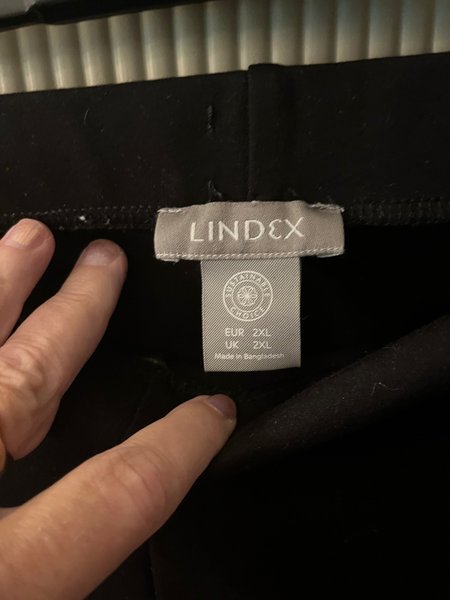 LINDEX
SUSTAINABLE
CHOICE
EUR 2XL
UK 2XL
Made in Bangladesh